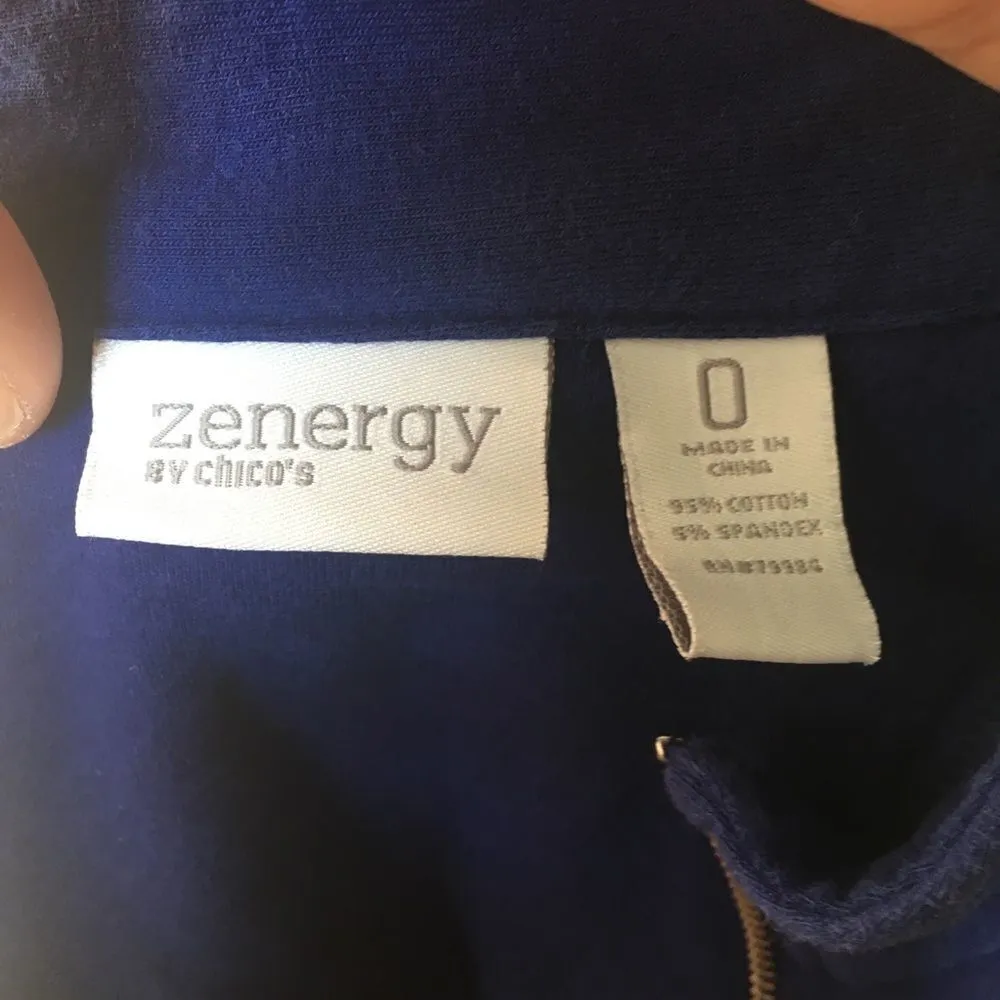 zenergy
BY chico's
0
MADE IN
CHINA
95% COTTON
5% SPANDEX